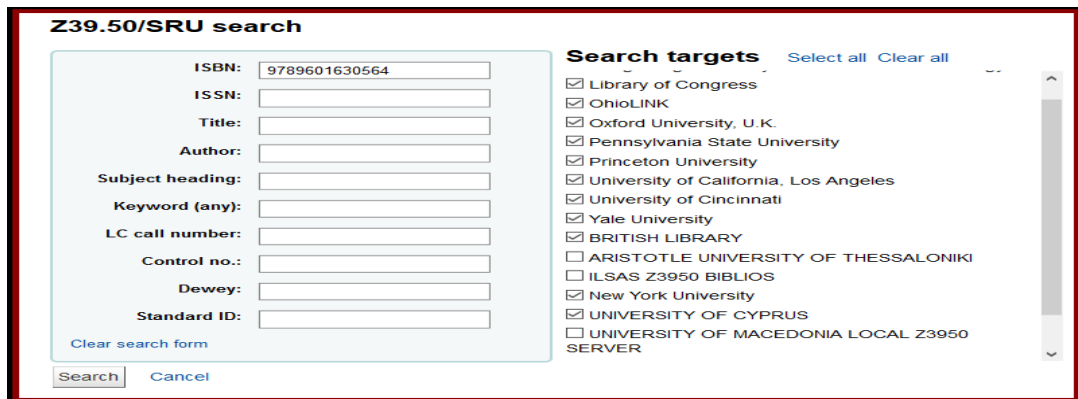 Z39.50/SRU search
ISBN: 9789601630564
ISSN:
Title:
Author:
Subject heading:
Keyword (any):
LC call number:
Control no.:
Dewey:
Standard ID:
Clear search form
Search Cancel
Search targets Select all Clear all
Library of Congress
OhioLINK
Oxford University, U.K.
Pennsylvania State University
Princeton University
University of California, Los Angeles
University of Cincinnati
Yale University
BRITISH LIBRARY
ARISTOTLE UNIVERSITY OF THESSALONIKI
ILSAS Z3950 BIBLIOS
New York University
UNIVERSITY OF CYPRUS
UNIVERSITY OF MACEDONIA LOCAL Z3950
SERVER